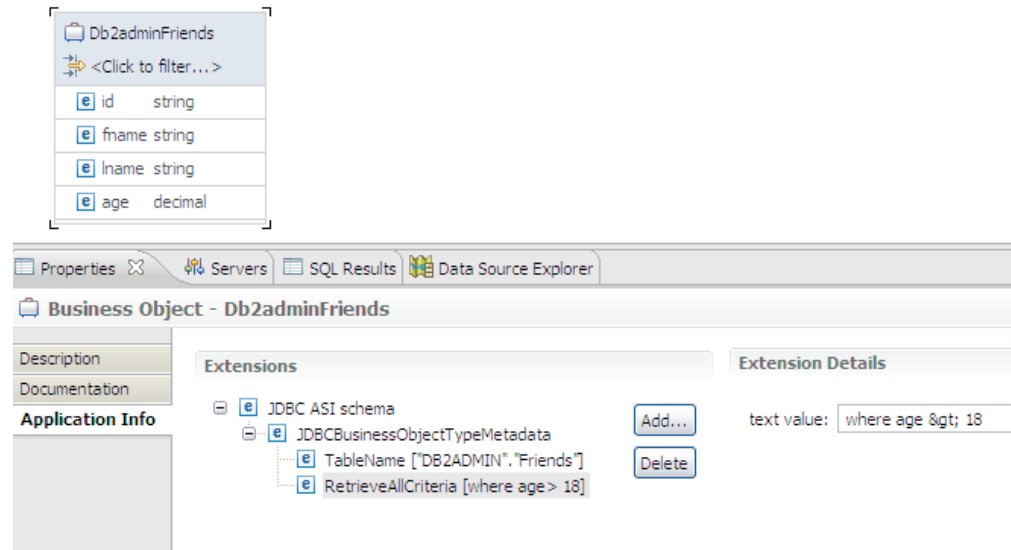 Db2adminFriends
<Click to filter...>
e id string
e fname string
e lname string
e age decimal
Properties Servers SQL Results Data Source Explorer
Business Object - Db2adminFriends
Description
Documentation
Application Info
Extensions
e JDBC ASI schema
e JDBCBusinessObjectTypeMetadata
e TableName ["DB2ADMIN"."Friends"]
e RetrieveAllCriteria [where age> 18]
Add...
Delete
Extension Details
text value: where age &gt; 18